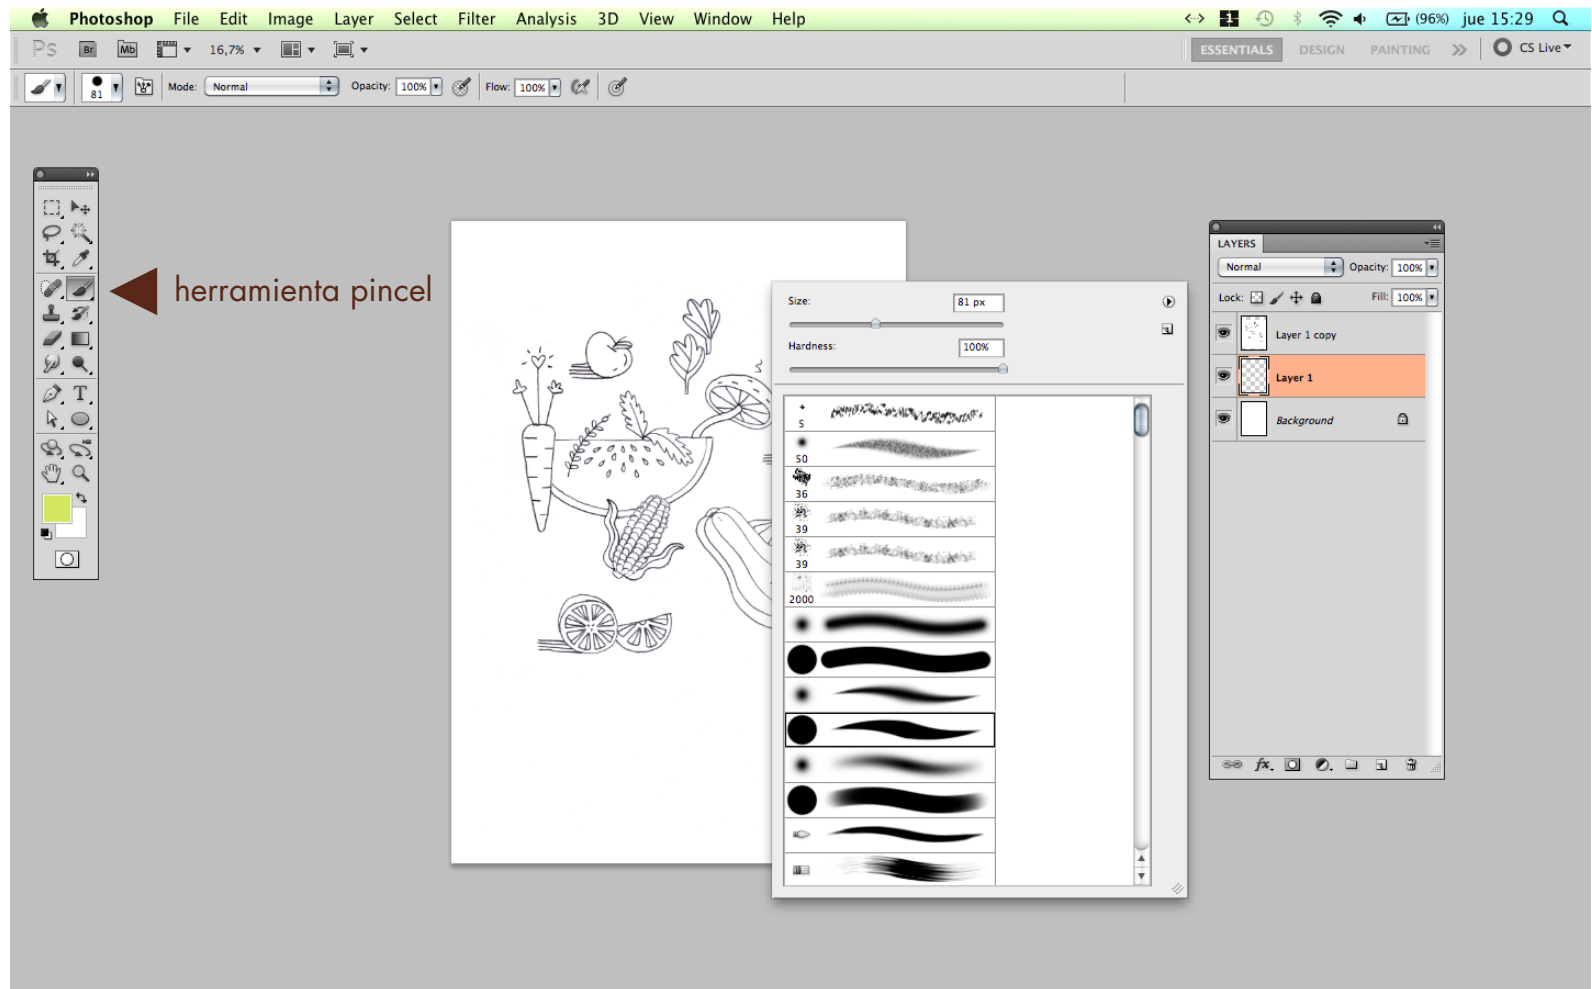 Photoshop File Edit Image Layer Select Filter Analysis 3D View Window Help
1 (96%) jue 15:29
Ps Br Mb 16,7% ESSENTIALS DESIGN PAINTING CS Live
81 Mode: Normal Opacity: 100% Flow: 100%
herramienta pincel
T
Size: 81 px
Hardness: 100%
5
50
36
39
39
2000
LAYERS
Normal Opacity: 100%
Lock: Fill: 100%
Layer 1 copy
Layer 1
Background
fx.